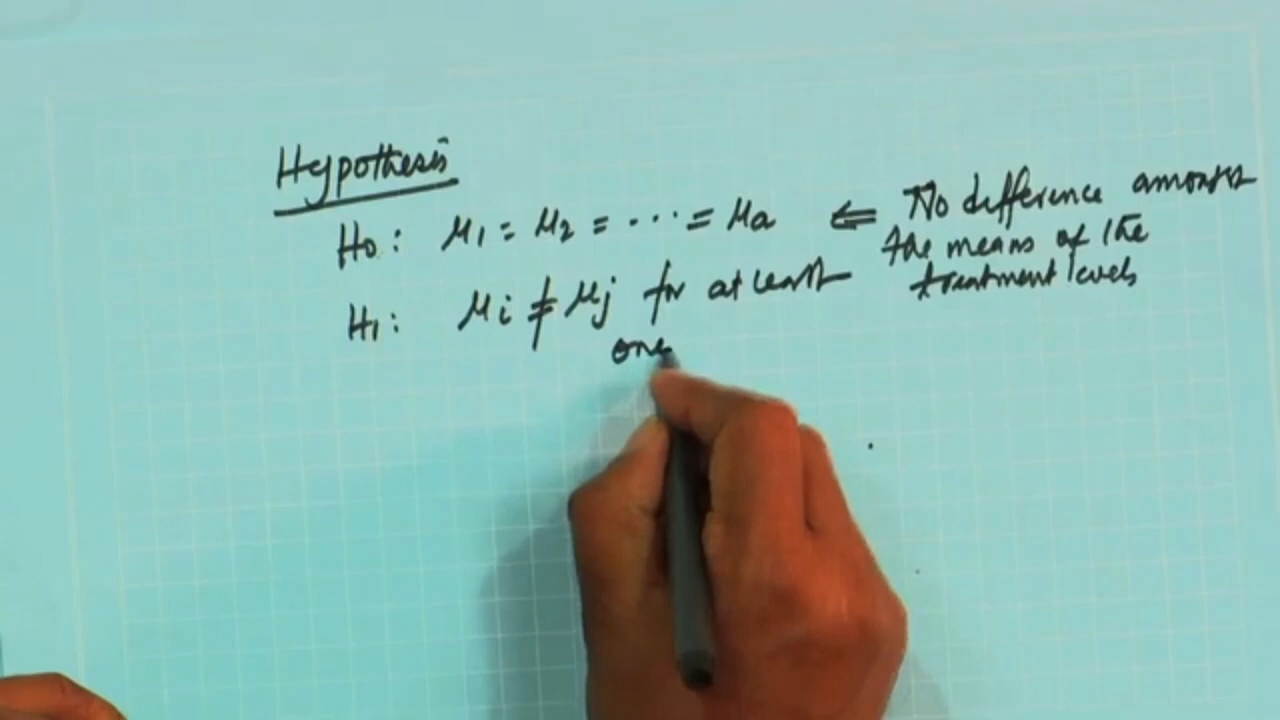 Hypothesis
H0: μ1 = μ2 = ... = μa ⇐ No difference amongst
the means of the
treatment levels
H1: μi ≠ μj for at least
one